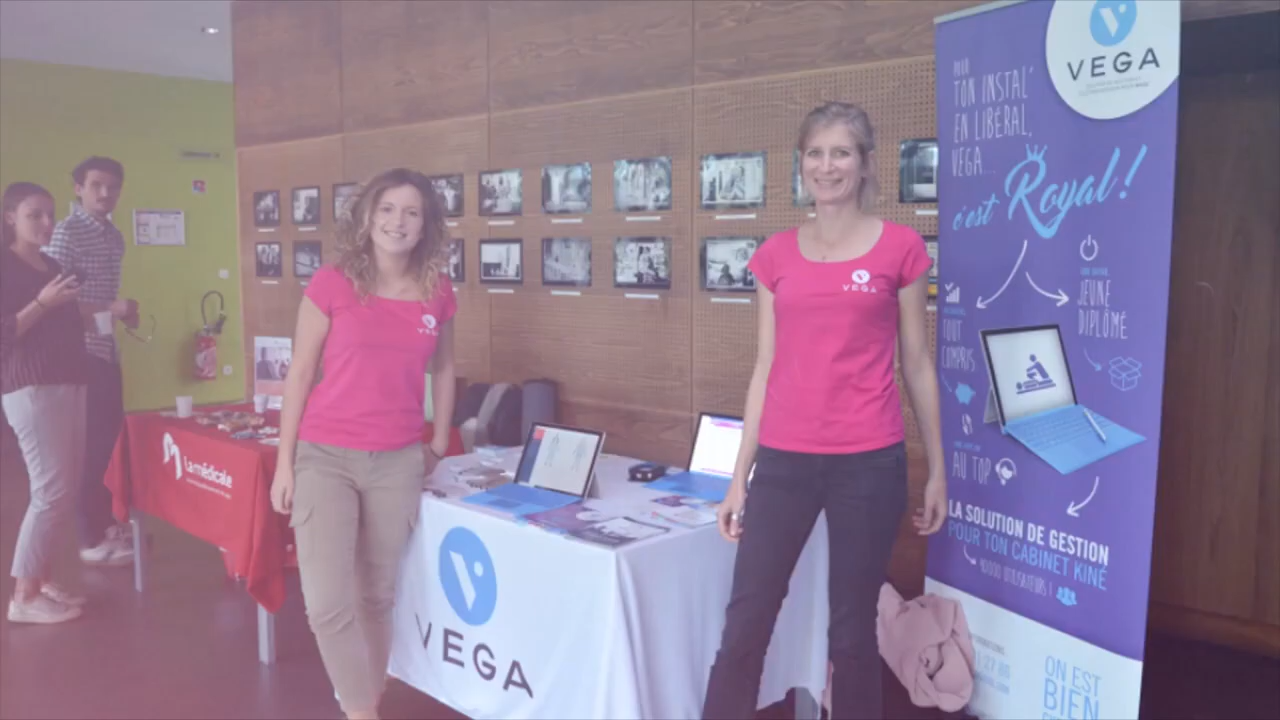 VEGA
POUR
TON INSTAL'
EN LIBÉRAL,
VEGA...
c'est Royal!
JEUNE
DIPLÔMÉ
TOUT
COMPRIS
AU TOP
LA SOLUTION DE GESTION
POUR TON CABINET KINÉ
ON EST
BIEN
VEGA
VEGA
La médicale
VEGA